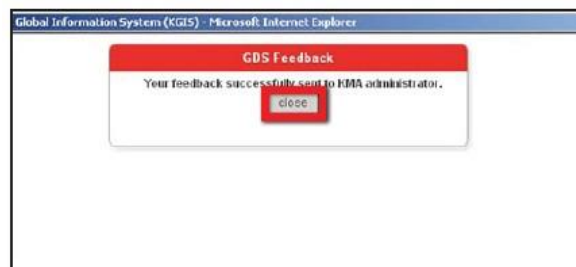 Global Information System (KGIS) - Microsoft Internet Explorer
GDS Feedback
Your feedback successfully sent to KMA administrator.
close